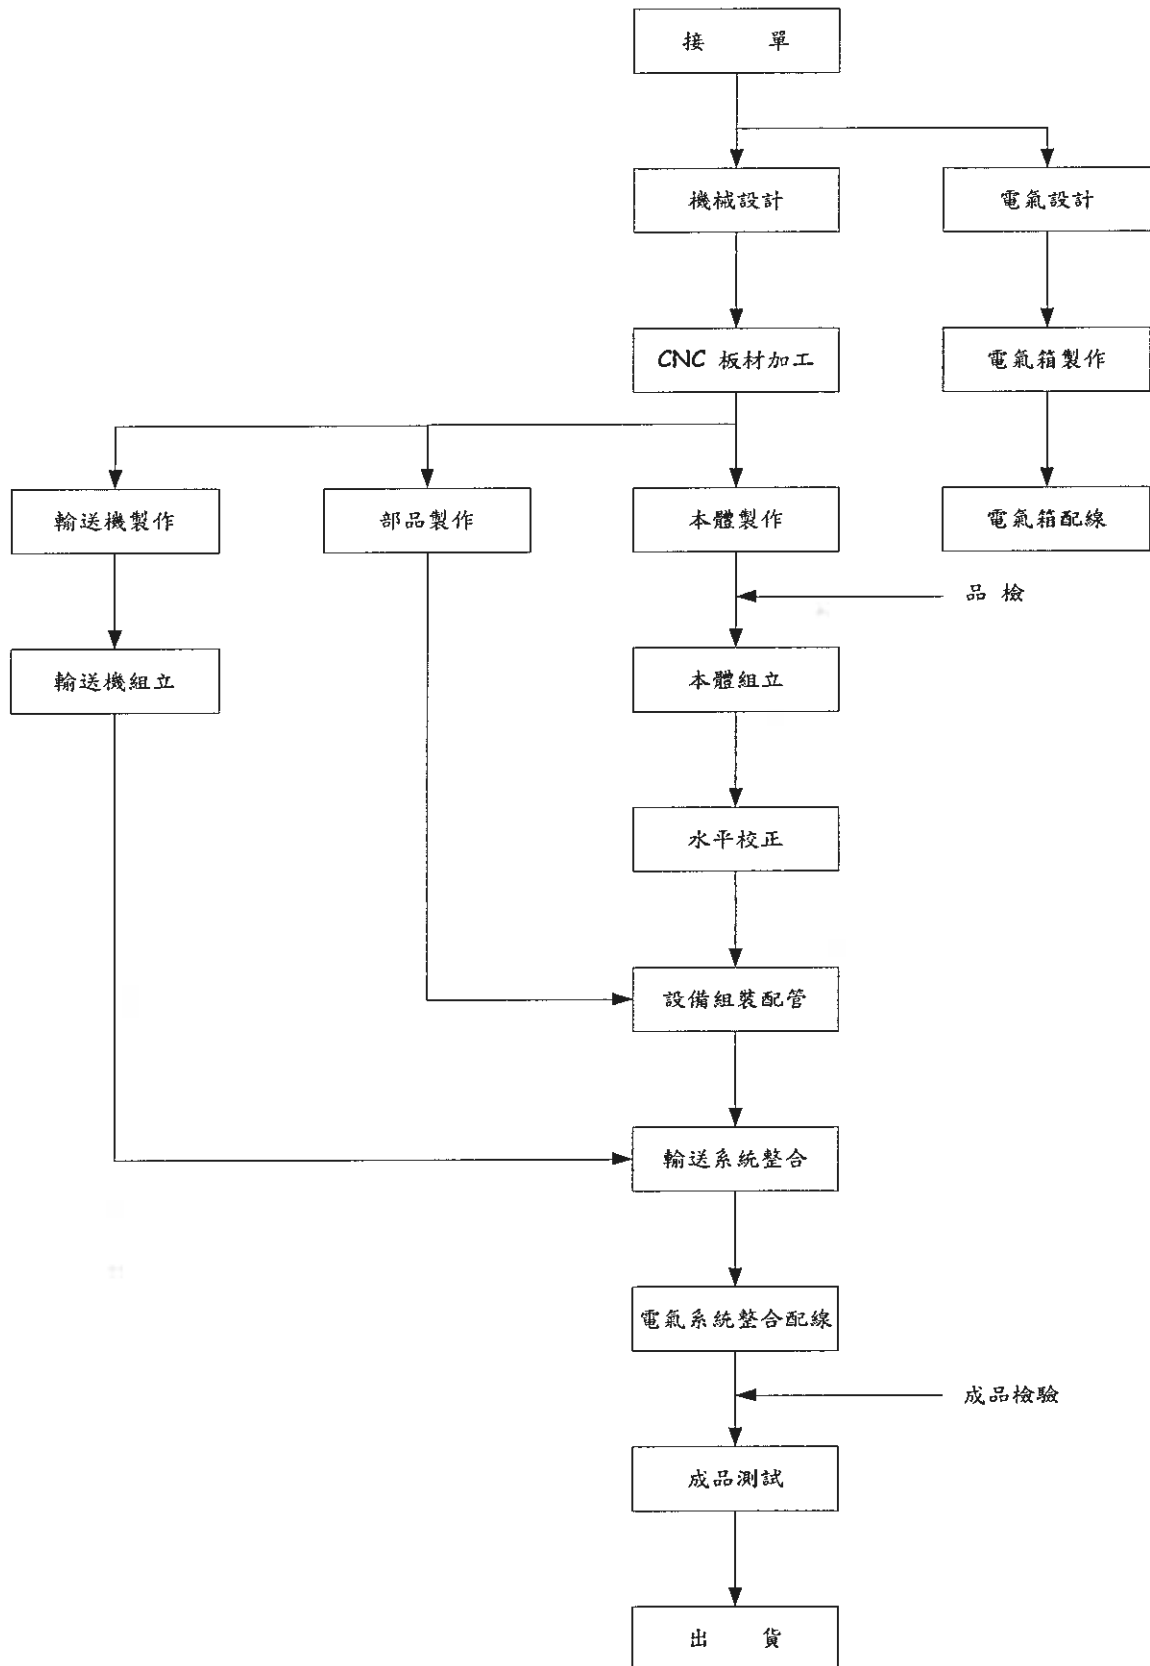 接 單
機械設計
電氣設計
CNC 板材加工
電氣箱製作
輸送機製作
部品製作
本體製作
電氣箱配線
品 檢
輸送機組立
本體組立
水平校正
設備組裝配管
輸送系統整合
電氣系統整合配線
成品檢驗
成品測試
出 貨